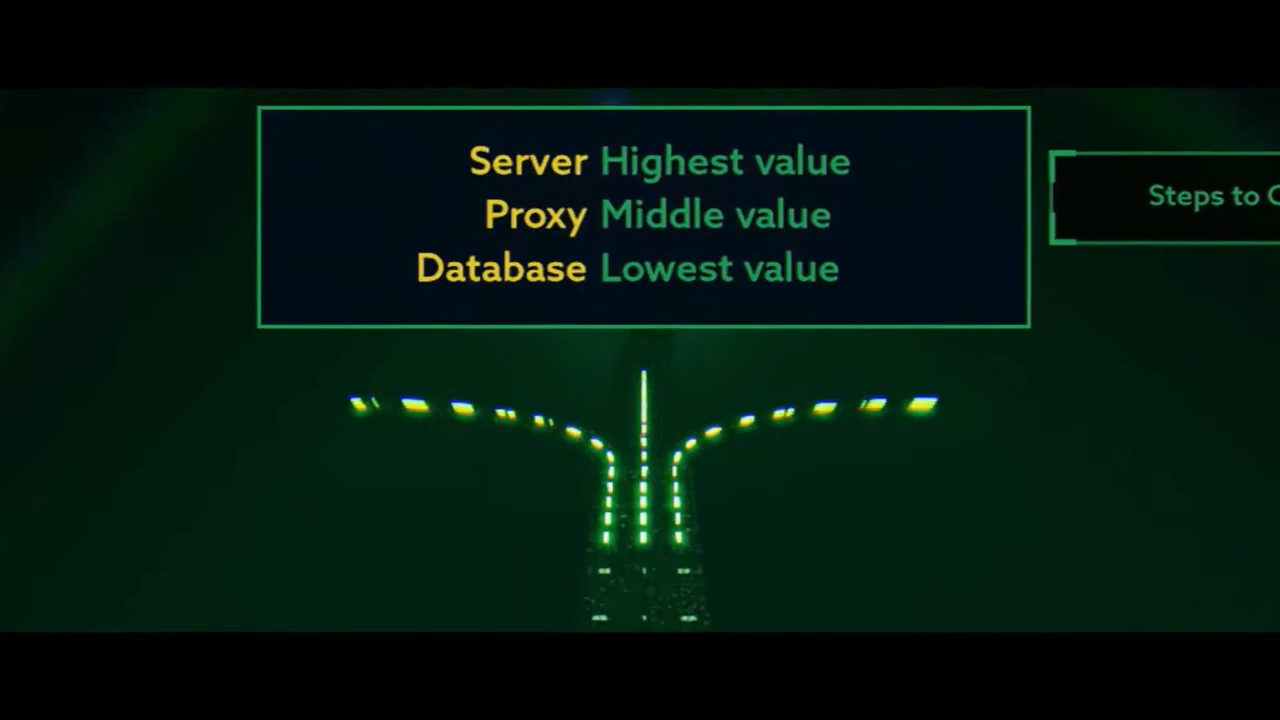 Server Highest value
Proxy Middle value
Database Lowest value
Steps to